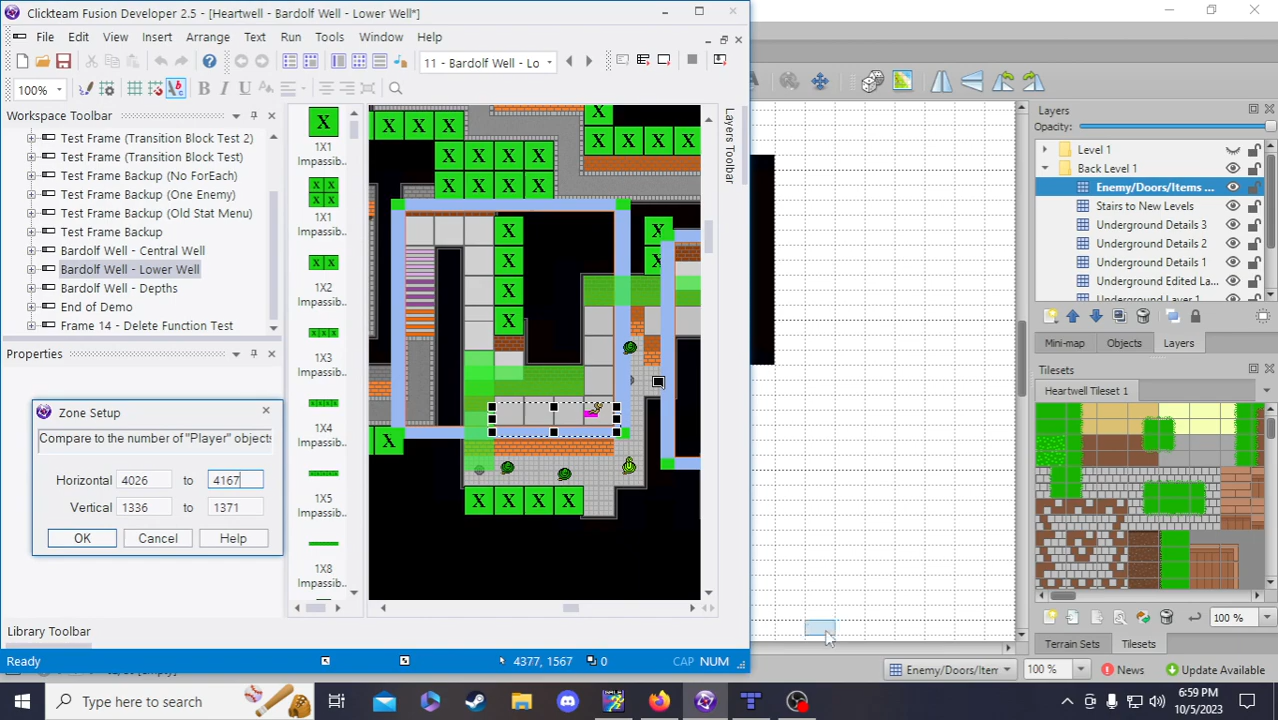 Clickteam Fusion Developer 2.5 - [Heartwell - Bardolf Well - Lower Well*]
File Edit View Insert Arrange Text Run Tools Window Help
11 - Bardolf Well - Lo
100%
B I U A
Workspace Toolbar
Test Frame (Transition Block Test 2)
Test Frame (Transition Block Test)
Test Frame Backup (No ForEach)
Test Frame Backup (One Enemy)
Test Frame Backup (Old Stat Menu)
Test Frame Backup
Bardolf Well - Central Well
Bardolf Well - Lower Well
Bardolf Well - Depths
End of Demo
Frame 14 - Delete Function Test
Properties
Zone Setup
Compare to the number of "Player" objects
Horizontal 4026 to 4167
Vertical 1336 to 1371
OK Cancel Help
Library Toolbar
Ready
4377, 1567
0
CAP NUM
X
1X1
Impassib..
1X1
Impassib..
1X2
Impassib..
1X3
Impassib..
1X4
Impassib..
1X5
Impassib..
1X8
Impassib..
X X X X
X X X X
X X X X
X X X X
X X
X X
X
X
X
X X X X
Layers Toolbar
Layers
Opacity:
Level 1
Back Level 1
Enemy/Doors/Items ...
Stairs to New Levels
Underground Details 3
Underground Details 2
Underground Details 1
Underground Edited La...
Underground Layer 1
Mini-map Objects Layers
Tilesets
Heartwell Tileset 1
100 %
Terrain Sets Tilesets
Enemy/Doors/Item
100 %
News
Update Available
Type here to search
6:59 PM
10/5/2023